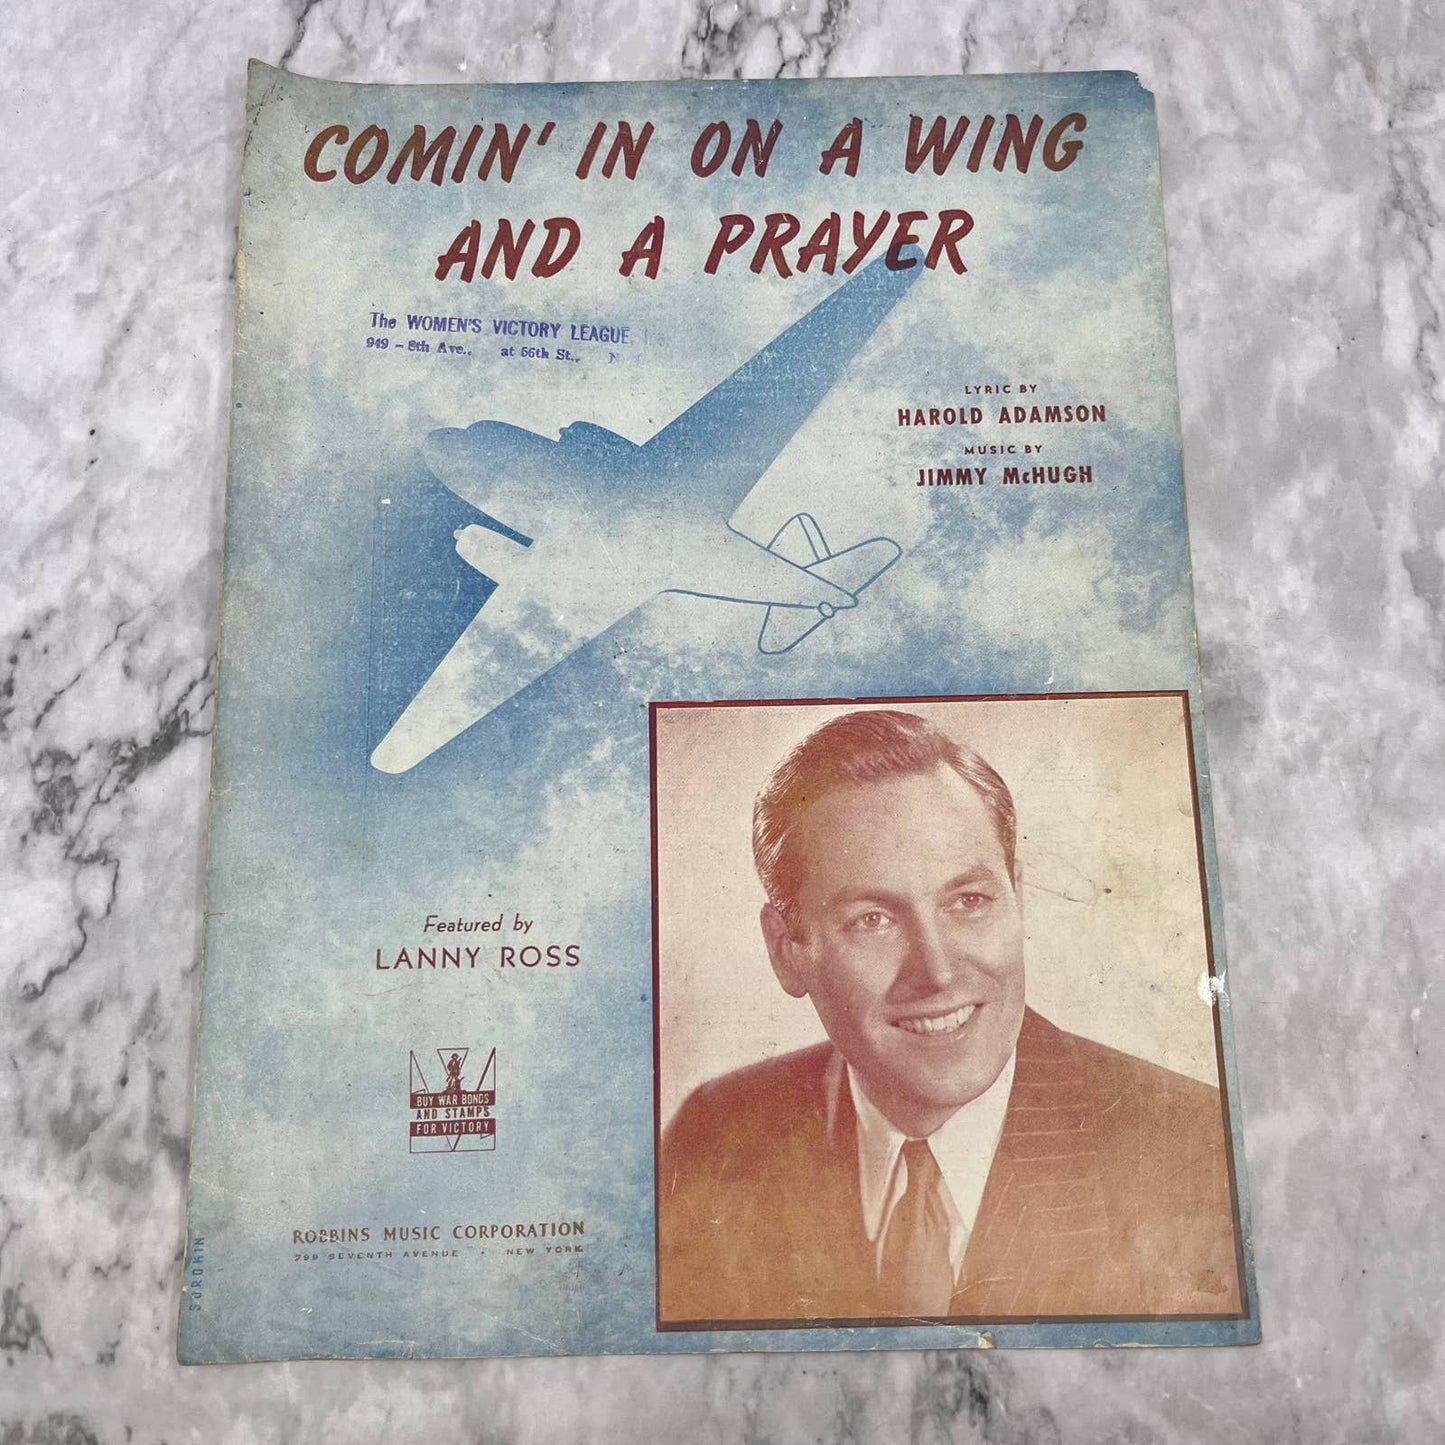 COMIN' IN ON A WING
AND A PRAYER
The WOMEN'S VICTORY LEAGUE,
949 - 8th Ave., at 56th St.,
LYRIC BY
HAROLD ADAMSON
MUSIC BY
JIMMY McHUGH
Featured by
LANNY ROSS
BUY WAR BONDS
AND STAMPS
FOR VICTORY
ROBBINS MUSIC CORPORATION
799 SEVENTH AVENUE • NEW YORK
SJROKIN